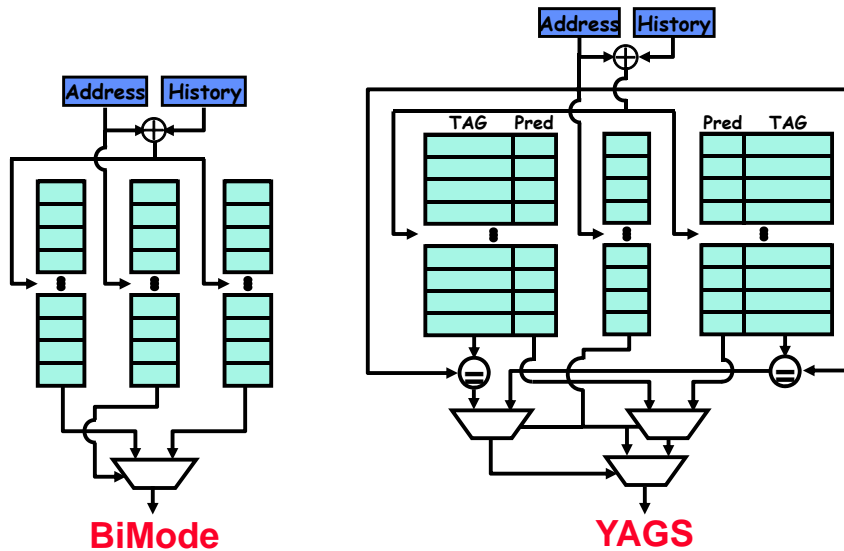 Address History
Address History
TAG Pred Pred TAG
BiMode
YAGS